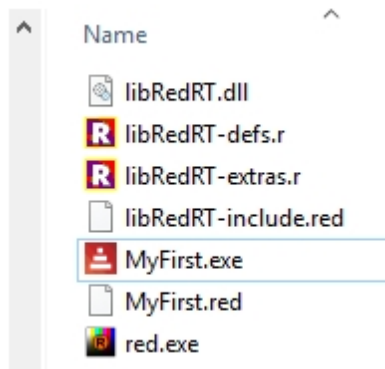 Name
libRedRT.dll
libRedRT-defs.r
libRedRT-extras.r
libRedRT-include.red
MyFirst.exe
MyFirst.red
red.exe